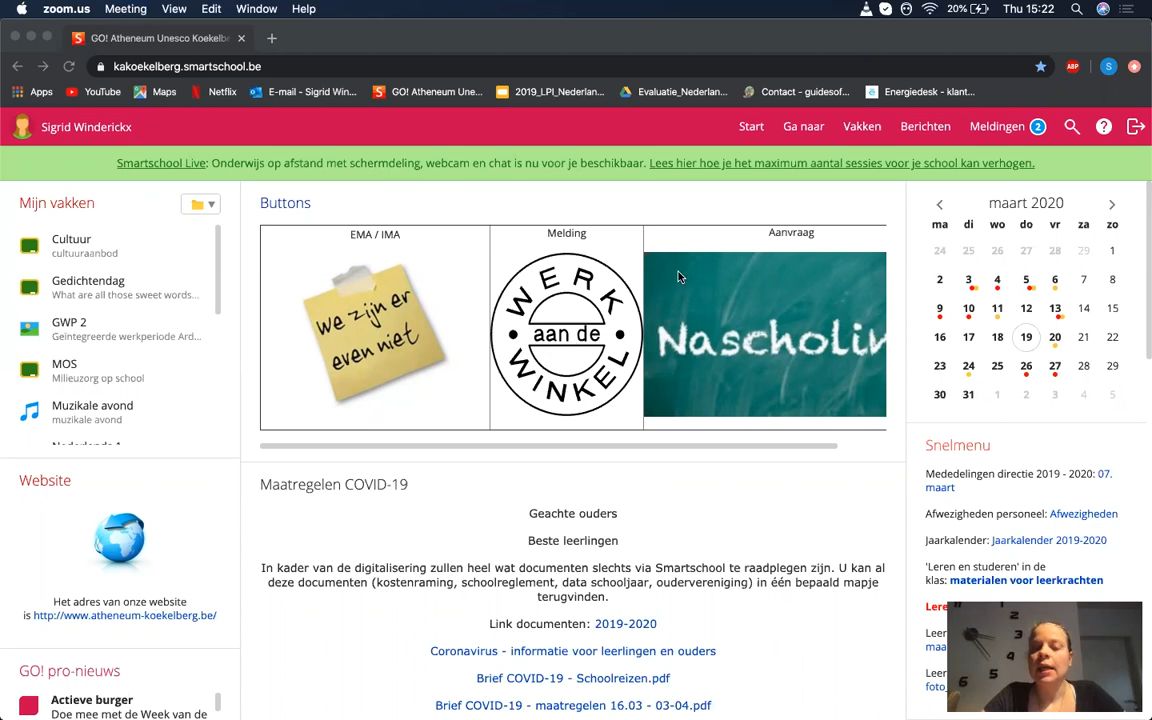 zoom.us Meeting View Edit Window Help 20% Thu 15:22
GO! Atheneum Unesco Koekelb
kakoekelberg.smartschool.be ABP S
Apps YouTube Maps Netflix E-mail - Sigrid Win... GO! Atheneum Une... 2019_LPI_Nederlan... Evaluatie_Nederlan... Contact - guidesof... Energiedesk - klant...
Sigrid Winderickx Start Ga naar Vakken Berichten Meldingen 2
Smartschool Live: Onderwijs op afstand met schermdeling, webcam en chat is nu voor je beschikbaar. Lees hier hoe je het maximum aantal sessies voor je school kan verhogen.
Mijn vakken
Cultuur
cultuuraanbod
Gedichtendag
What are all those sweet words...
GWP 2
Geïntegreerde werkperiode Ard...
MOS
Milieuzorg op school
Muzikale avond
muzikale avond
Nederlands 1
Website
Het adres van onze website
is http://www.atheneum-koekelberg.be/
GO! pro-nieuws
Actieve burger
Doe mee met de Week van de
Buttons
EMA / IMA Melding Aanvraag
we zijn er
even niet
WERK
aan de
WINKEL
Nascholin
Maatregelen COVID-19
Geachte ouders
Beste leerlingen
In kader van de digitalisering zullen heel wat documenten slechts via Smartschool te raadplegen zijn. U kan al
deze documenten (kostenraming, schoolreglement, data schooljaar, oudervereniging) in één bepaald mapje
terugvinden.
Link documenten: 2019-2020
Coronavirus - informatie voor leerlingen en ouders
Brief COVID-19 - Schoolreizen.pdf
Brief COVID-19 - maatregelen 16.03 - 03-04.pdf
maart 2020
ma di wo do vr za zo
24 25 26 27 28 29 1
2 3 4 5 6 7 8
9 10 11 12 13 14 15
16 17 18 19 20 21 22
23 24 25 26 27 28 29
30 31 1 2 3 4 5
Snelmenu
Mededelingen directie 2019 - 2020: 07.
maart
Afwezigheden personeel: Afwezigheden
Jaarkalender: Jaarkalender 2019-2020
'Leren en studeren' in de
klas: materialen voor leerkrachten
Lere
Leer
maa
Leer
foto